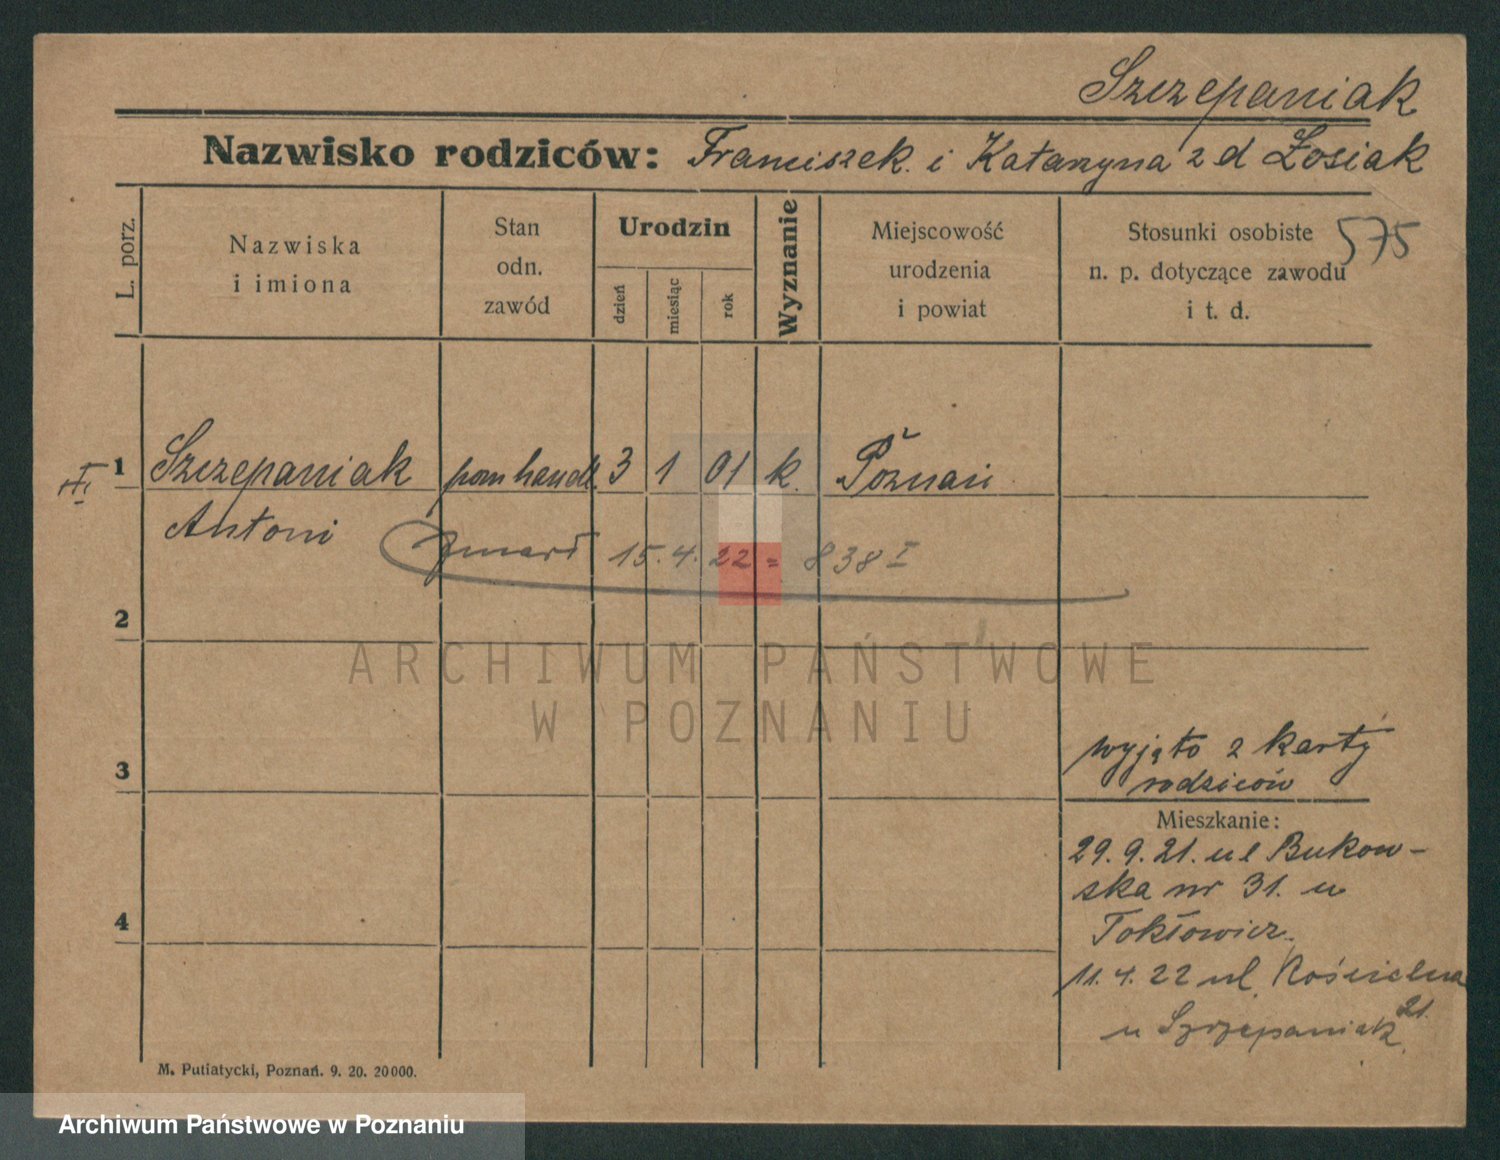 Szczepaniak
Nazwisko rodziców: Franciszek i Katarzyna z d Łosiak
575
L. porz.
Nazwiska
i imiona
Stan
odn.
zawód
Urodzin
dzień
miesiąc
rok
Wyznanie
Miejscowość
urodzenia
i powiat
Stosunki osobiste
n. p. dotyczące zawodu
i t. d.
1 Szczepaniak pom handl. 3 1 01 k. Poznań
Antoni
zmarł 15.4.22 = 838 I
2
ARCHIWUM PAŃSTWOWE
W POZNANIU
wyjęto z karty
rodziców
3
Mieszkanie:
29.9.21. ul Bukow-
ska nr 31. u
Tokłowicz.
4
11.4.22 ul. Kościelna
21.
u Szczepaniak.
M. Putiatycki, Poznań. 9. 20. 20000.
Archiwum Państwowe w Poznaniu